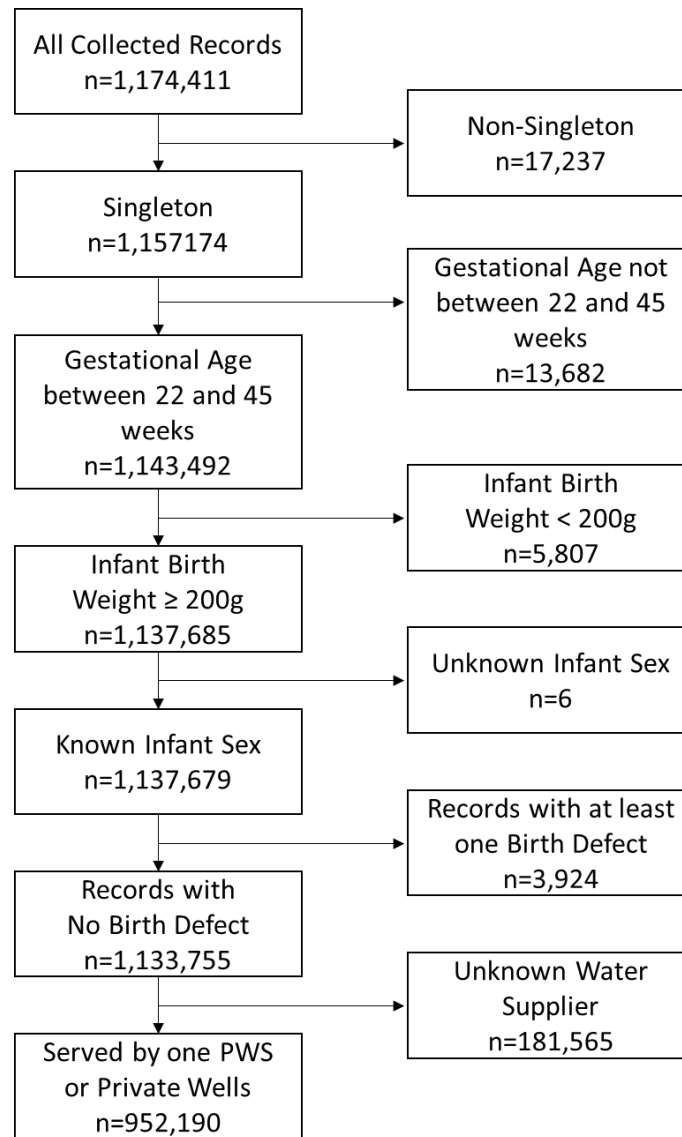 All Collected Records
n=1,174,411
Non-Singleton
n=17,237
Singleton
n=1,157174
Gestational Age not
between 22 and 45
weeks
n=13,682
Gestational Age
between 22 and 45
weeks
n=1,143,492
Infant Birth
Weight < 200g
n=5,807
Infant Birth
Weight ≥ 200g
n=1,137,685
Unknown Infant Sex
n=6
Known Infant Sex
n=1,137,679
Records with at least
one Birth Defect
n=3,924
Records with
No Birth Defect
n=1,133,755
Unknown Water
Supplier
n=181,565
Served by one PWS
or Private Wells
n=952,190